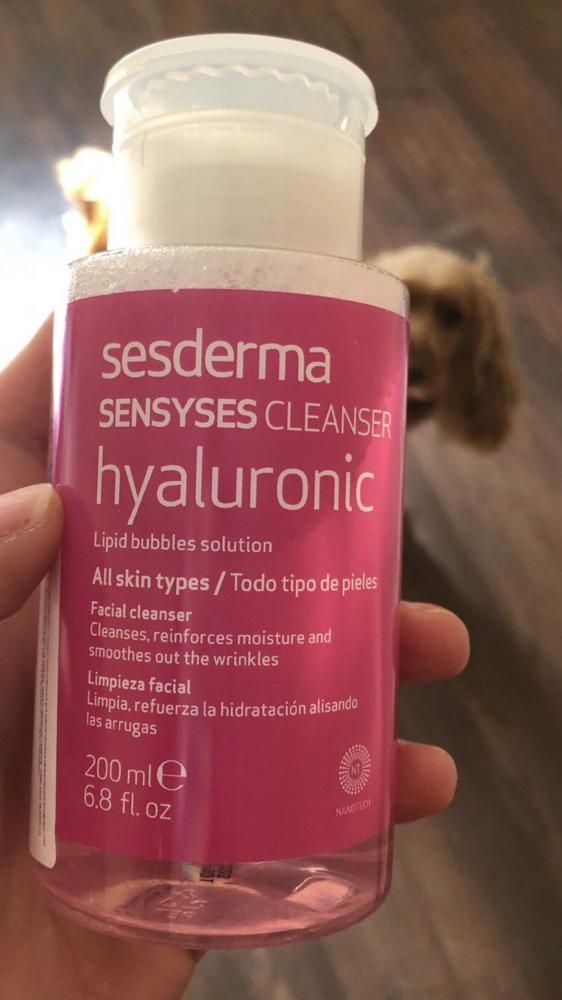 sesderma
SENSYSES CLEANSER
hyaluronic
Lipid bubbles solution
All skin types / Todo tipo de pieles
Facial cleanser
Cleanses, reinforces moisture and
smoothes out the wrinkles
Limpieza facial
Limpia, refuerza la hidratación alisando
las arrugas
200 ml e
6.8 fl. oz
NT
NANOTECH